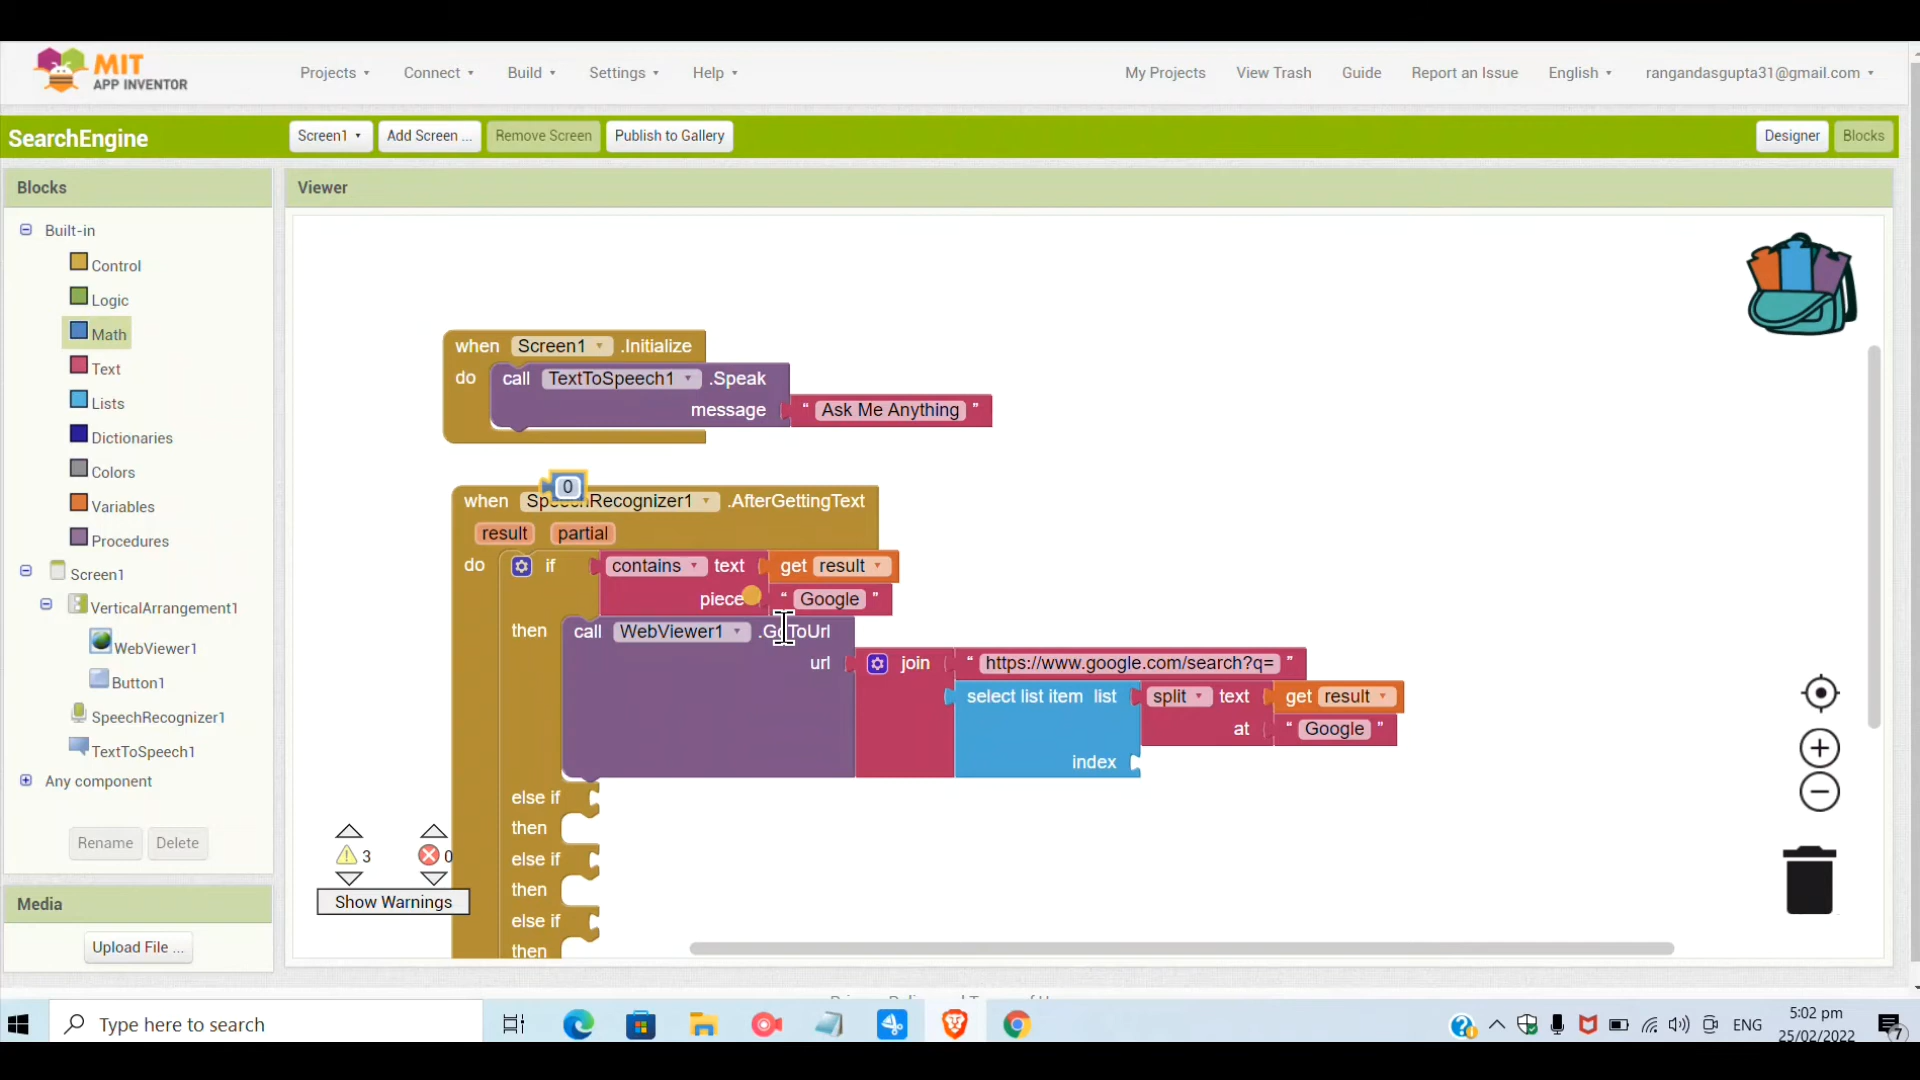 MIT
APP INVENTOR
Projects Connect Build Settings Help My Projects View Trash Guide Report an Issue English rangandasgupta31@gmail.com
SearchEngine Screen1 Add Screen ... Remove Screen Publish to Gallery Designer Blocks
Blocks
Viewer
Built-in
Control
Logic
Math
Text
Lists
Dictionaries
Colors
Variables
Procedures
Screen1
VerticalArrangement1
WebViewer1
Button1
SpeechRecognizer1
TextToSpeech1
Any component
Rename Delete
Media
Upload File ...
when Screen1 .Initialize
do call TextToSpeech1 .Speak
message “ Ask Me Anything ”
0
when SpeechRecognizer1 .AfterGettingText
result partial
do if contains text get result
piece “ Google ”
then call WebViewer1 .GoToUrl
url join “ https://www.google.com/search?q= ”
select list item list split text get result
at “ Google ”
index
else if
then
else if
then
else if
then
3 0
Show Warnings
Type here to search
ENG
5:02 pm
25/02/2022
7